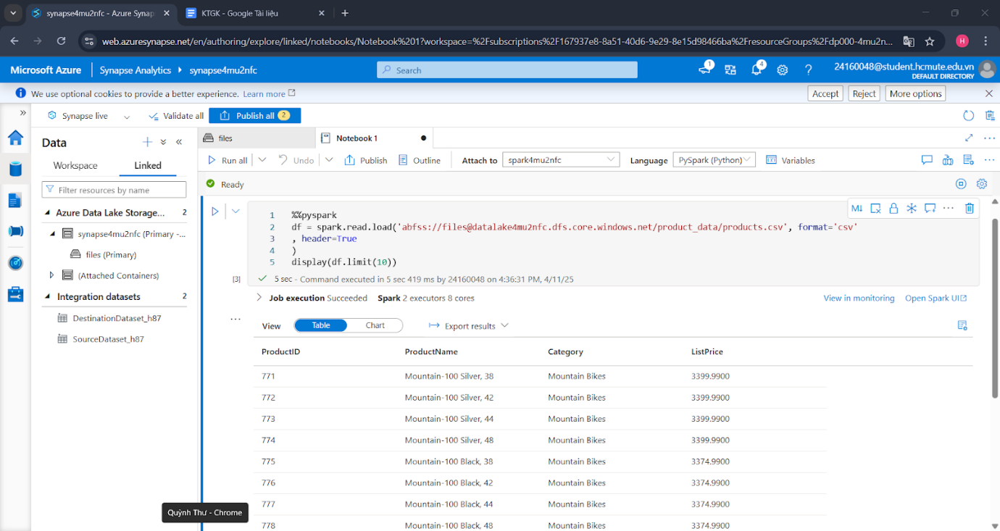 synapse4mu2nfc - Azure Synap
KTGK - Google Tài liệu
web.azuresynapse.net/en/authoring/explore/linked/notebooks/Notebook%201?workspace=%2Fsubscriptions%2F167937e8-8a51-40d6-9e29-8e15d98466ba%2FresourceGroups%2Fdp000-4mu2n...
H
Microsoft Azure
Synapse Analytics
synapse4mu2nfc
Search
1
4
24160048@student.hcmute.edu.vn
DEFAULT DIRECTORY
We use optional cookies to provide a better experience. Learn more
Accept
Reject
More options
Synapse live
Validate all
Publish all 2
Data
Workspace
Linked
Filter resources by name
Azure Data Lake Storage... 2
synapse4mu2nfc (Primary -...
files (Primary)
(Attached Containers)
Integration datasets 2
DestinationDataset_h87
SourceDataset_h87
files
Notebook 1
Run all
Undo
Publish
Outline
Attach to
spark4mu2nfc
Language
PySpark (Python)
Variables
Ready
M↓
1 %%pyspark
2 df = spark.read.load('abfss://files@datalake4mu2nfc.dfs.core.windows.net/product_data/products.csv', format='csv'
3 , header=True
4 )
5 display(df.limit(10))
[3]
5 sec - Command executed in 5 sec 419 ms by 24160048 on 4:36:31 PM, 4/11/25
Job execution Succeeded Spark 2 executors 8 cores
View in monitoring
Open Spark UI
View
Table
Chart
Export results
ProductID ProductName Category ListPrice
771 Mountain-100 Silver, 38 Mountain Bikes 3399.9900
772 Mountain-100 Silver, 42 Mountain Bikes 3399.9900
773 Mountain-100 Silver, 44 Mountain Bikes 3399.9900
774 Mountain-100 Silver, 48 Mountain Bikes 3399.9900
775 Mountain-100 Black, 38 Mountain Bikes 3374.9900
776 Mountain-100 Black, 42 Mountain Bikes 3374.9900
777 Mountain-100 Black, 44 Mountain Bikes 3374.9900
778 Mountain-100 Black, 48 Mountain Bikes 3374.9900
Quỳnh Thư - Chrome